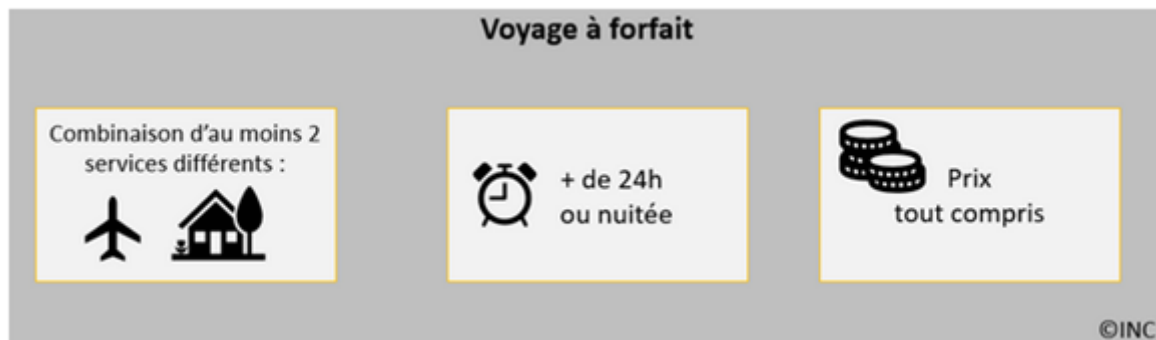 Voyage à forfait
Combinaison d'au moins 2
services différents :
+ de 24h
ou nuitée
Prix
tout compris
©INC